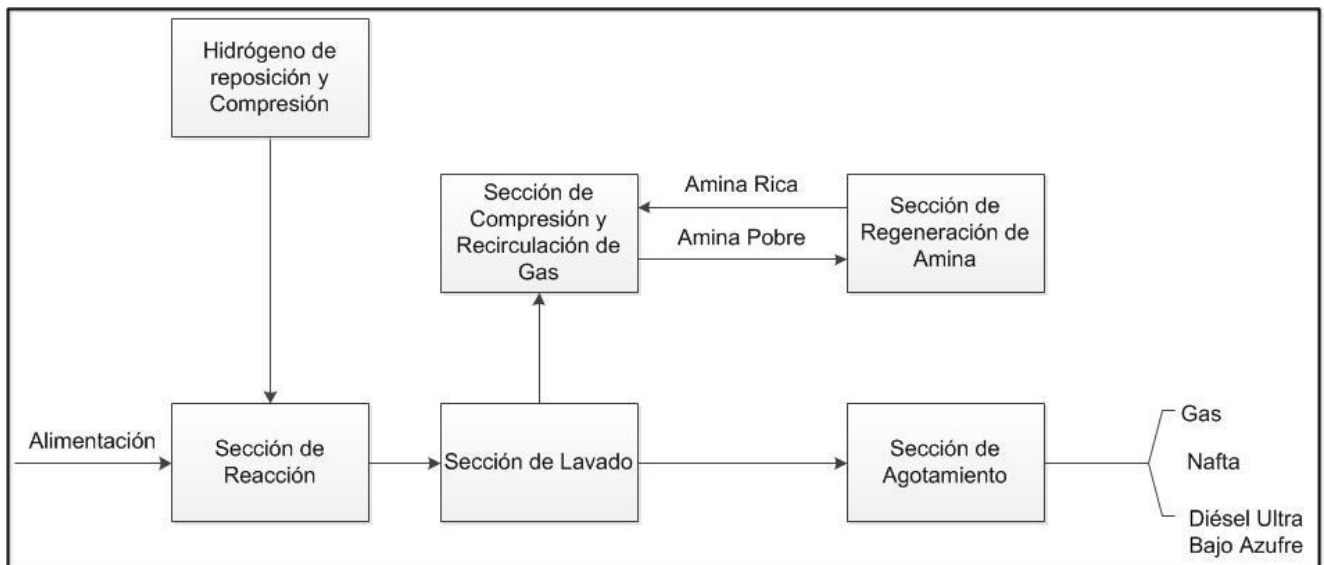 Hidrógeno de
reposición y
Compresión
Sección de
Compresión y
Recirculación de
Gas
Amina Rica
Amina Pobre
Sección de
Regeneración de
Amina
Alimentación
Sección de
Reacción
Sección de Lavado
Sección de
Agotamiento
Gas
Nafta
Diésel Ultra
Bajo Azufre